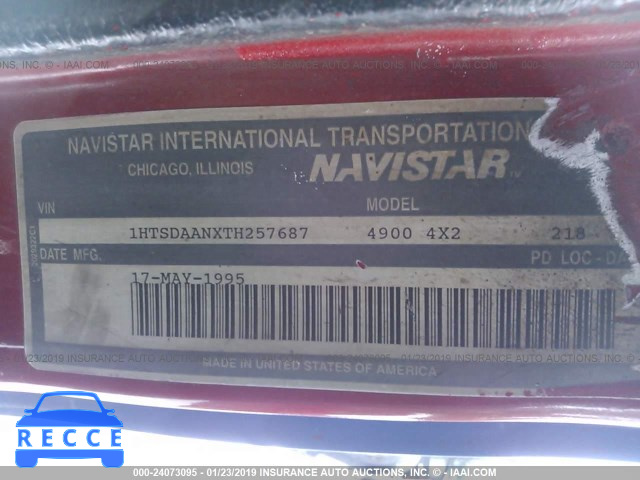 NAVISTAR INTERNATIONAL TRANSPORTATION
CHICAGO, ILLINOIS NAVISTAR
VIN MODEL
1HTSDAANXTH257687 4900 4X2 218
DATE MFG. PD LOC-DA
17-MAY-1995
MADE IN UNITED STATES OF AMERICA
RECCE
000-24073095 - 01/23/2019 INSURANCE AUTO AUCTIONS, INC. - © IAAI.COM